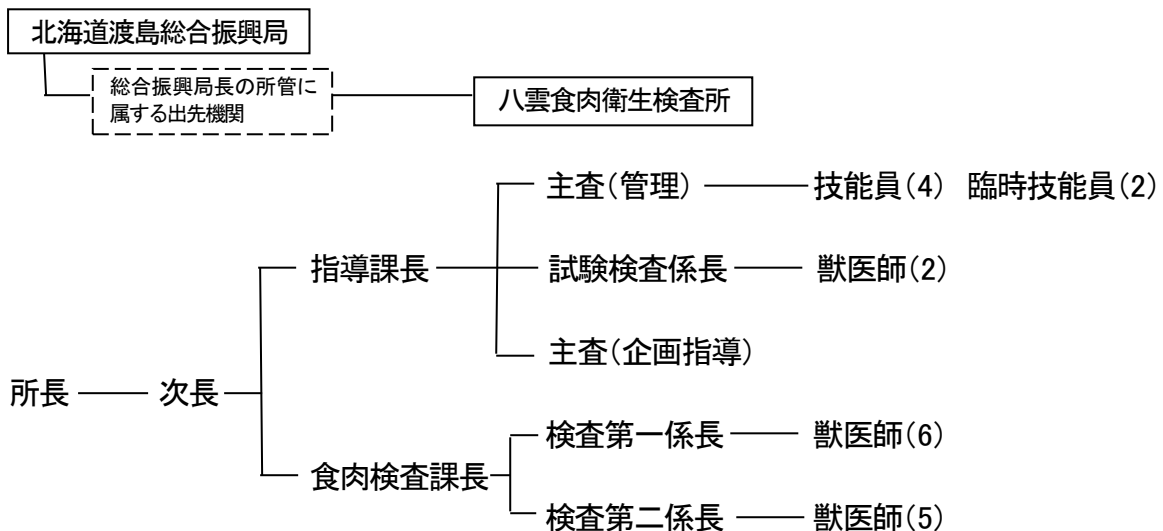 北海道渡島総合振興局
総合振興局長の所管に
属する出先機関
八雲食肉衛生検査所
主査(管理) 技能員(4) 臨時技能員(2)
指導課長 試験検査係長 獣医師(2)
主査(企画指導)
所長 次長
検査第一係長 獣医師(6)
食肉検査課長
検査第二係長 獣医師(5)